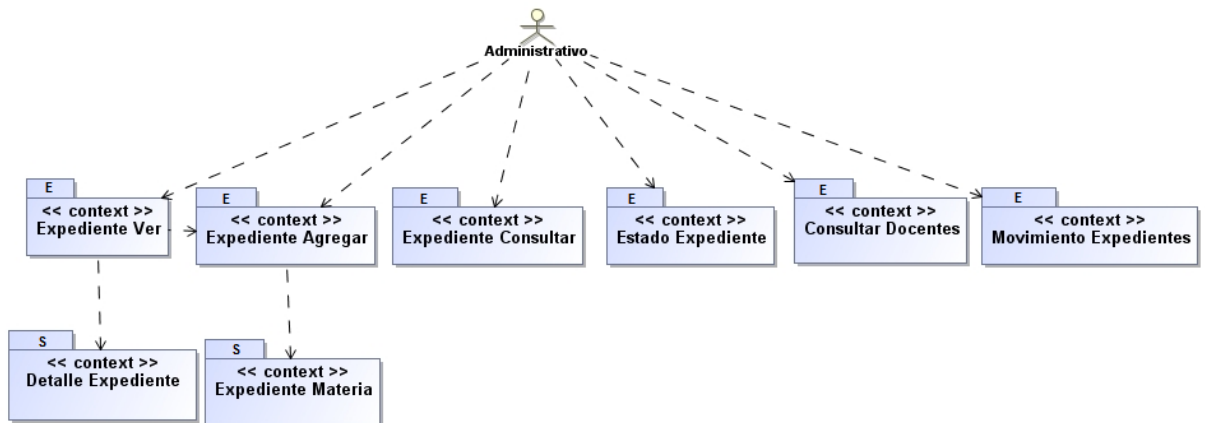 Administrativo
E
<< context >>
Expediente Ver
E
<< context >>
Expediente Agregar
E
<< context >>
Expediente Consultar
E
<< context >>
Estado Expediente
E
<< context >>
Consultar Docentes
E
<< context >>
Movimiento Expedientes
S
<< context >>
Detalle Expediente
S
<< context >>
Expediente Materia